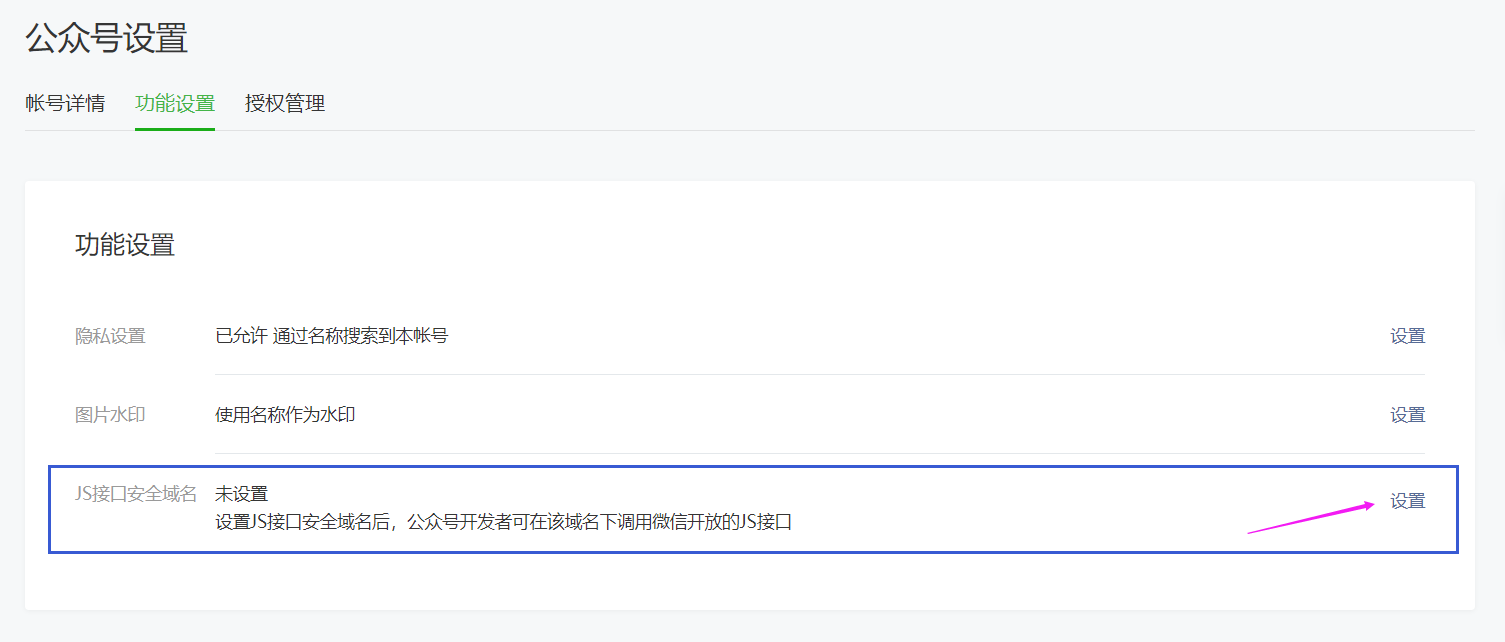 公众号设置
帐号详情 功能设置 授权管理
功能设置
隐私设置 已允许 通过名称搜索到本帐号 设置
图片水印 使用名称作为水印 设置
JS接口安全域名 未设置 设置
设置JS接口安全域名后，公众号开发者可在该域名下调用微信开放的JS接口